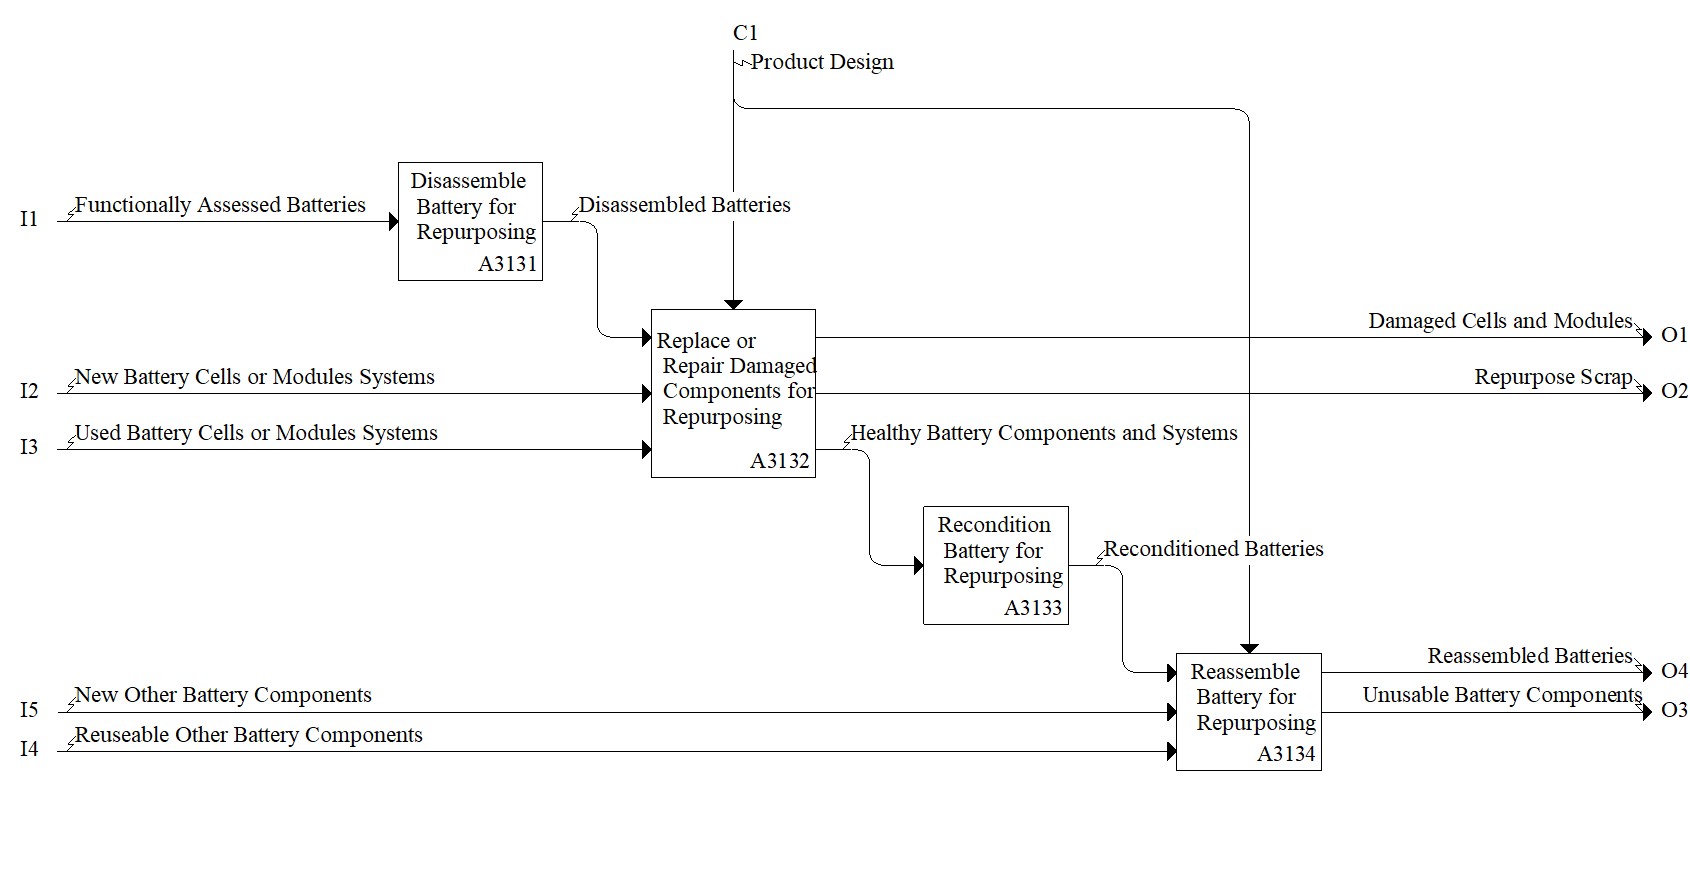 C1
Product Design
Disassemble
Battery for
Repurposing
A3131
I1
Functionally Assessed Batteries
Disassembled Batteries
Replace or
Repair Damaged
Components for
Repurposing
A3132
Damaged Cells and Modules
O1
I2
New Battery Cells or Modules Systems
Repurpose Scrap
O2
I3
Used Battery Cells or Modules Systems
Healthy Battery Components and Systems
Recondition
Battery for
Repurposing
A3133
Reconditioned Batteries
Reassemble
Battery for
Repurposing
A3134
Reassembled Batteries
O4
I5
New Other Battery Components
Unusable Battery Components
O3
I4
Reuseable Other Battery Components